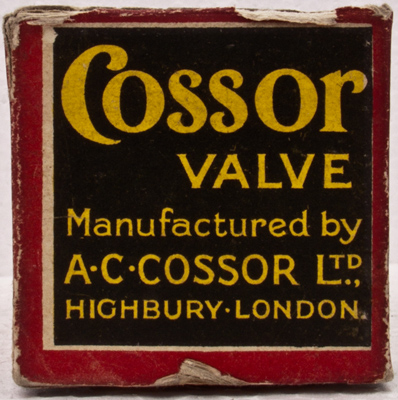 Cossor
VALVE
Manufactured by
A·C·COSSOR LTD.,
HIGHBURY·LONDON